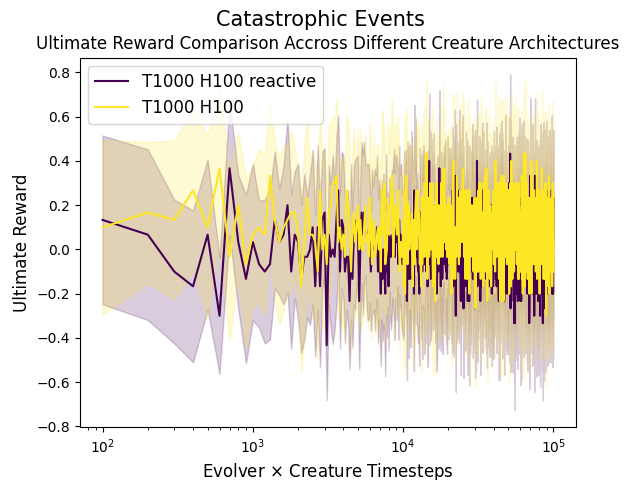 Catastrophic Events
Ultimate Reward Comparison Accross Different Creature Architectures
T1000 H100 reactive
T1000 H100
Ultimate Reward
0.8
0.6
0.4
0.2
0.0
−0.2
−0.4
−0.6
−0.8
10² 10³ 10⁴ 10⁵
Evolver × Creature Timesteps